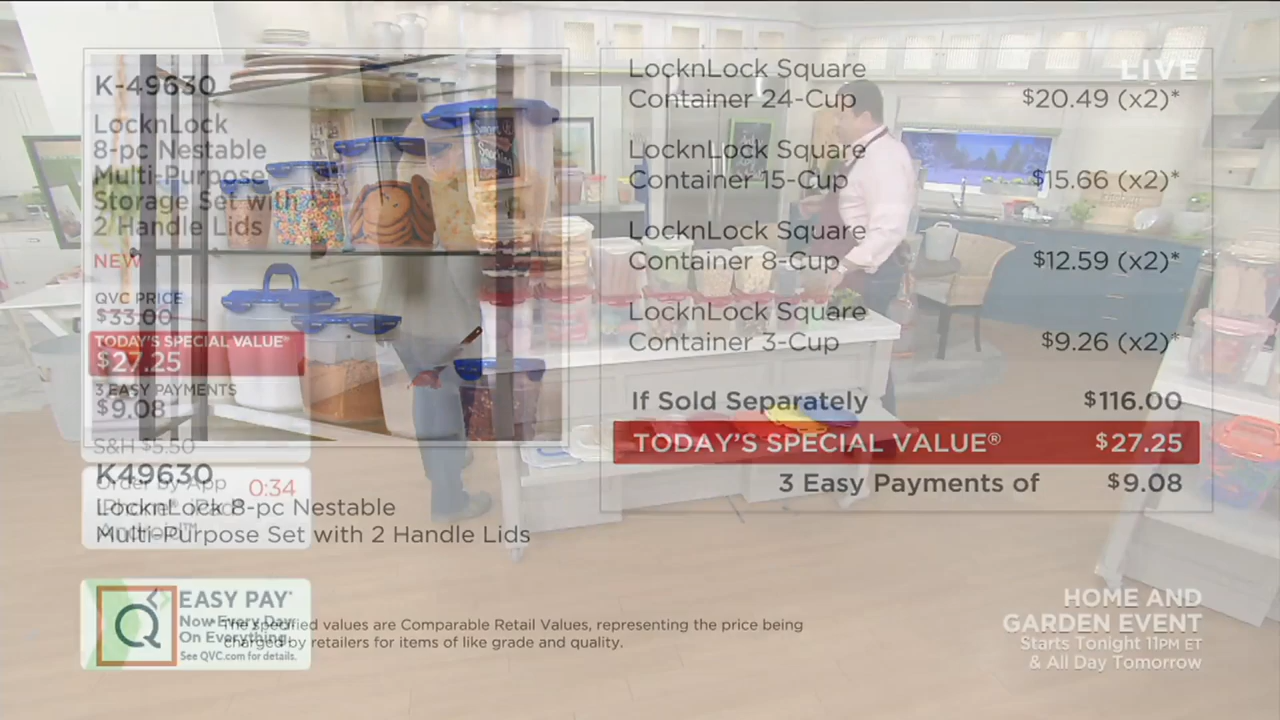 K-49630
LocknLock
8-pc Nestable
Multi-Purpose
Storage Set with
2 Handle Lids
NEW
QVC PRICE
$33.00
TODAY'S SPECIAL VALUE®
$27.25
3 EASY PAYMENTS
$9.08
S&H $5.50
Order by App
0:34
iPhone® iPad®
Android™
K49630
LocknLock 8-pc Nestable
Multi-Purpose Set with 2 Handle Lids
LIVE
LocknLock Square
Container 24-Cup $20.49 (x2)*
LocknLock Square
Container 15-Cup $15.66 (x2)*
LocknLock Square
Container 8-Cup $12.59 (x2)*
LocknLock Square
Container 3-Cup $9.26 (x2)*
If Sold Separately $116.00
TODAY'S SPECIAL VALUE® $27.25
3 Easy Payments of $9.08
Q
EASY PAY®
Now Every Day
On Everything!
See QVC.com for details.
* The specified values are Comparable Retail Values, representing the price being
charged by retailers for items of like grade and quality.
HOME AND
GARDEN EVENT
Starts Tonight 11PM ET
& All Day Tomorrow